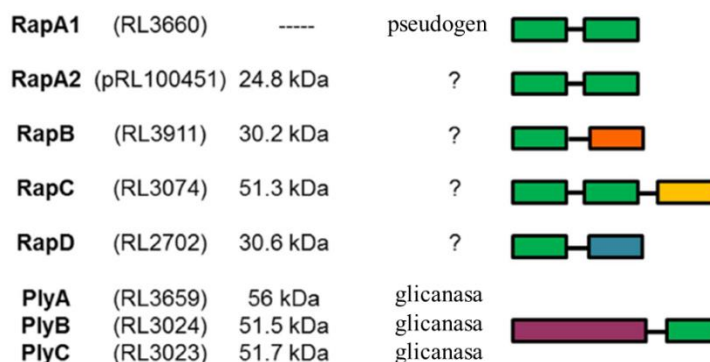 RapA1 (RL3660) ----- pseudogen
RapA2 (pRL100451) 24.8 kDa ?
RapB (RL3911) 30.2 kDa ?
RapC (RL3074) 51.3 kDa ?
RapD (RL2702) 30.6 kDa ?
PlyA (RL3659) 56 kDa glicanasa
PlyB (RL3024) 51.5 kDa glicanasa
PlyC (RL3023) 51.7 kDa glicanasa